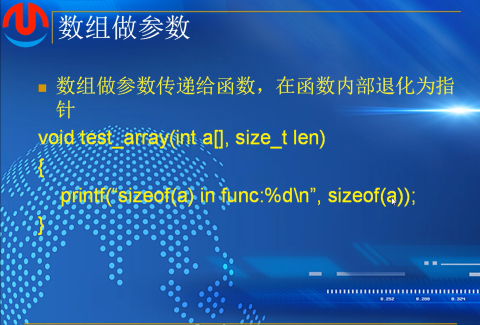 数组做参数
数组做参数传递给函数，在函数内部退化为指
针
void test_array(int a[], size_t len)
{
printf("sizeof(a) in func:%d\n", sizeof(a));
}
0.252 0.288 0.324